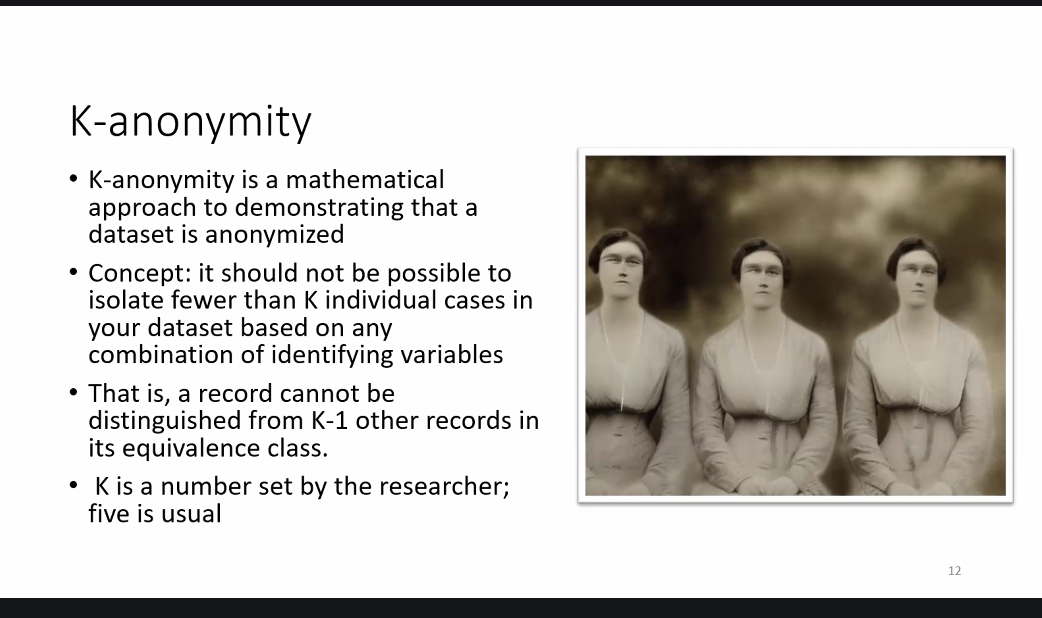 K-anonymity
• K-anonymity is a mathematical
approach to demonstrating that a
dataset is anonymized
• Concept: it should not be possible to
isolate fewer than K individual cases in
your dataset based on any
combination of identifying variables
• That is, a record cannot be
distinguished from K-1 other records in
its equivalence class.
• K is a number set by the researcher;
five is usual
12